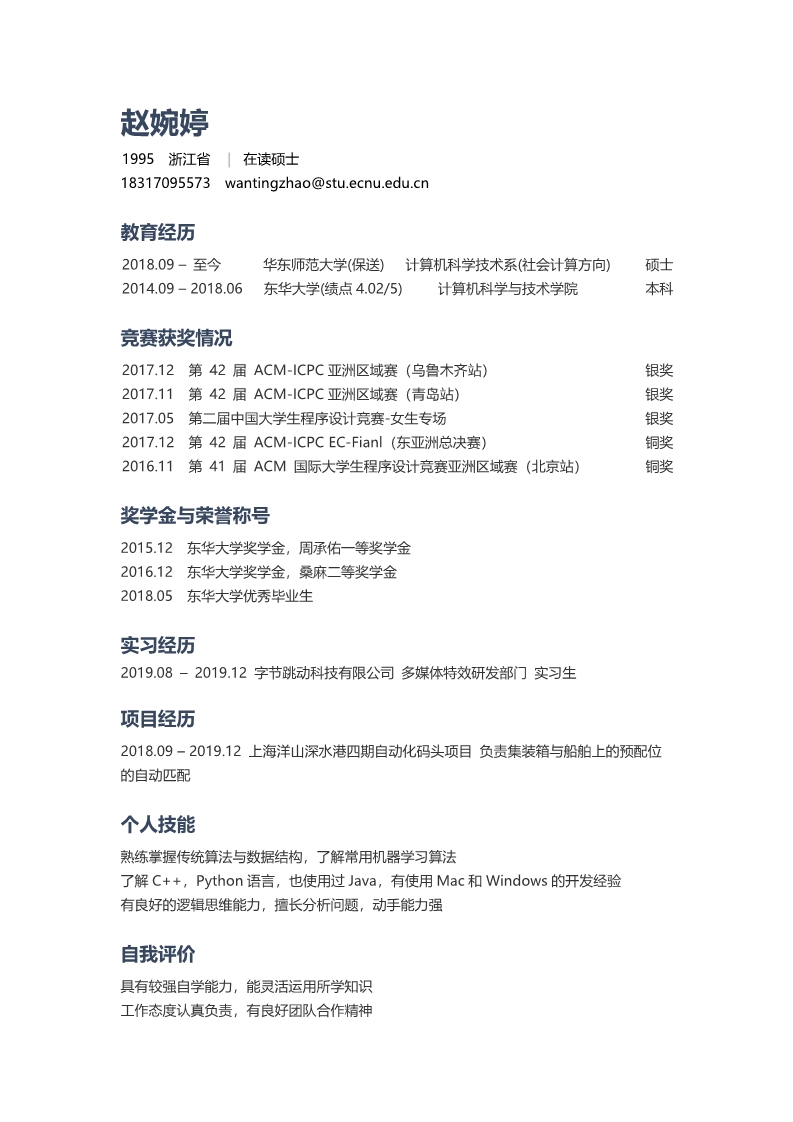 赵婉婷
1995 浙江省 | 在读硕士
18317095573 wantingzhao@stu.ecnu.edu.cn
教育经历
2018.09 – 至今 华东师范大学(保送) 计算机科学技术系(社会计算方向) 硕士
2014.09 – 2018.06 东华大学(绩点 4.02/5) 计算机科学与技术学院 本科
竞赛获奖情况
2017.12 第 42 届 ACM-ICPC 亚洲区域赛（乌鲁木齐站） 银奖
2017.11 第 42 届 ACM-ICPC 亚洲区域赛（青岛站） 银奖
2017.05 第二届中国大学生程序设计竞赛-女生专场 银奖
2017.12 第 42 届 ACM-ICPC EC-Fianl（东亚洲总决赛） 铜奖
2016.11 第 41 届 ACM 国际大学生程序设计竞赛亚洲区域赛（北京站） 铜奖
奖学金与荣誉称号
2015.12 东华大学奖学金，周承佑一等奖学金
2016.12 东华大学奖学金，桑麻二等奖学金
2018.05 东华大学优秀毕业生
实习经历
2019.08 – 2019.12 字节跳动科技有限公司 多媒体特效研发部门 实习生
项目经历
2018.09 – 2019.12 上海洋山深水港四期自动化码头项目 负责集装箱与船舶上的预配位
的自动匹配
个人技能
熟练掌握传统算法与数据结构，了解常用机器学习算法
了解 C++，Python 语言，也使用过 Java，有使用 Mac 和 Windows 的开发经验
有良好的逻辑思维能力，擅长分析问题，动手能力强
自我评价
具有较强自学能力，能灵活运用所学知识
工作态度认真负责，有良好团队合作精神